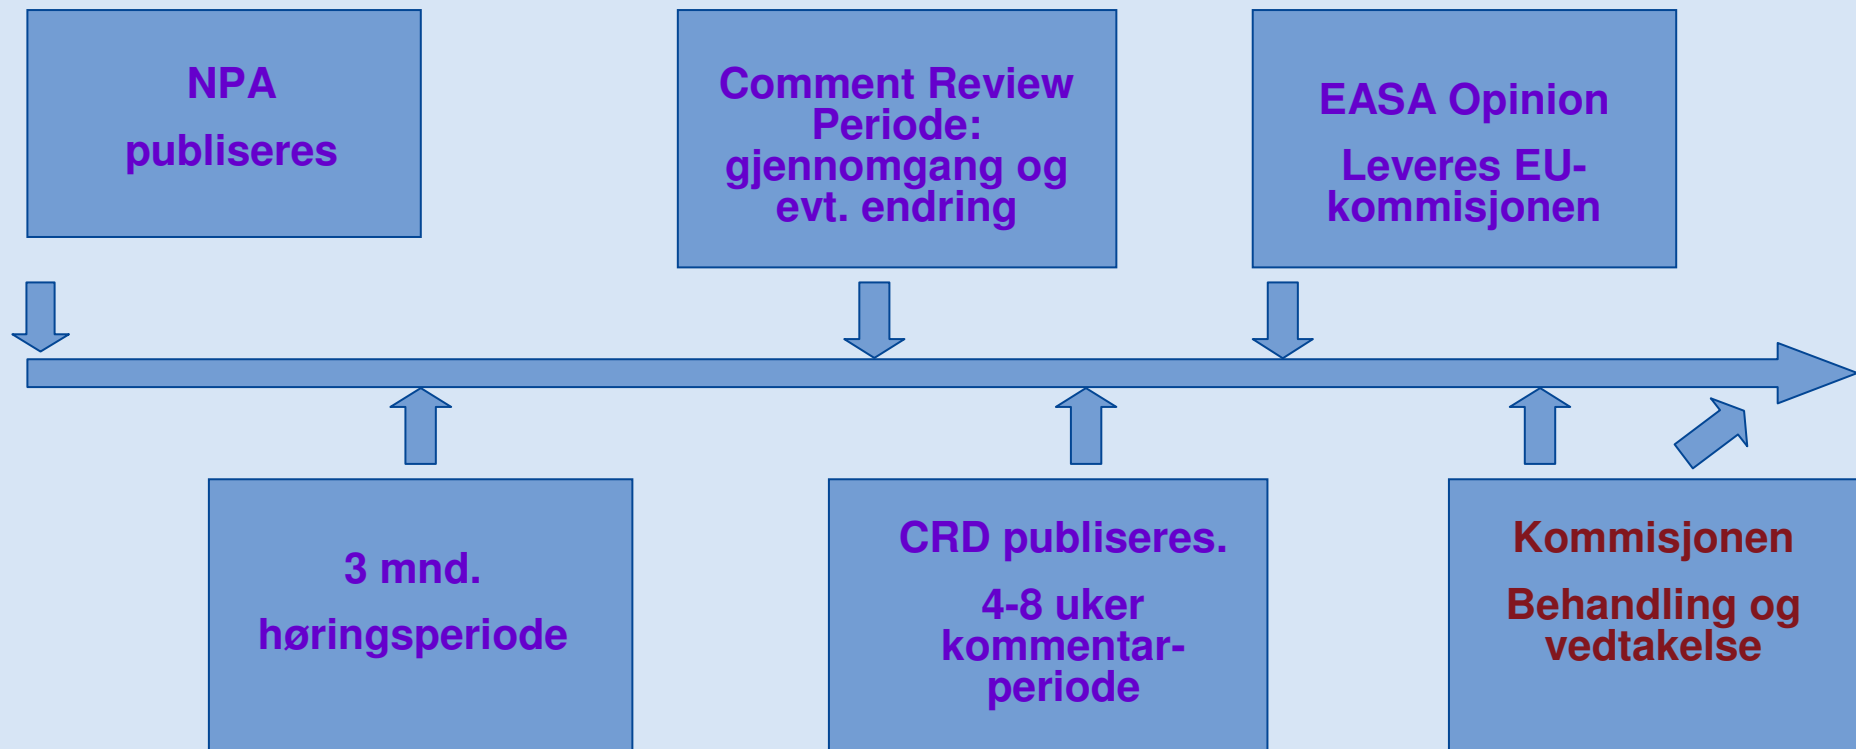 NPA
publiseres
Comment Review
Periode:
gjennomgang og
evt. endring
EASA Opinion
Leveres EU-
kommisjonen
3 mnd.
høringsperiode
CRD publiseres.
4-8 uker
kommentar-
periode
Kommisjonen
Behandling og
vedtakelse